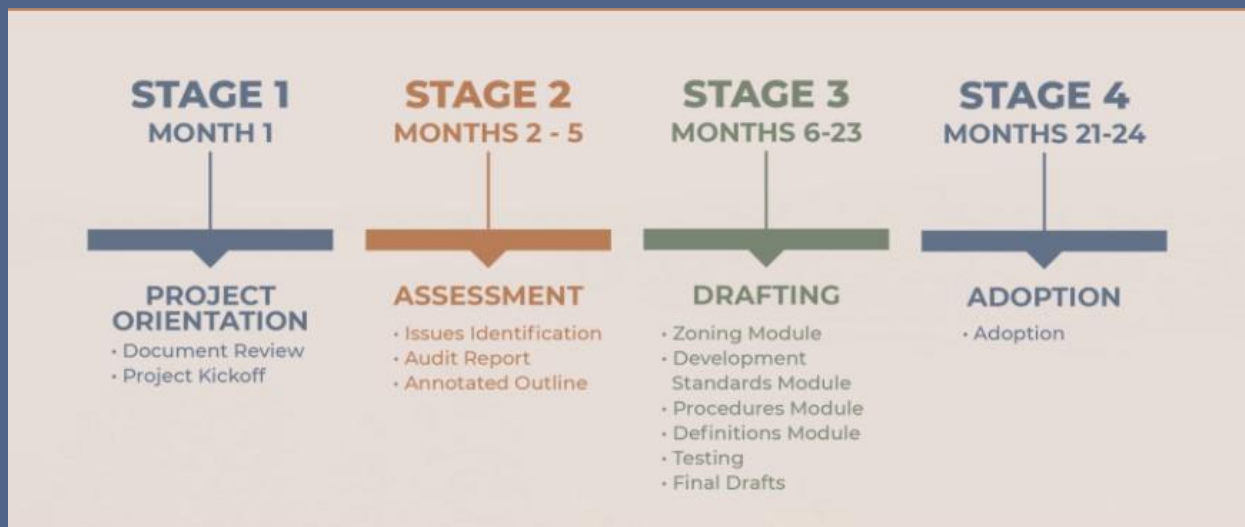 STAGE 1
MONTH 1
PROJECT
ORIENTATION
• Document Review
• Project Kickoff
STAGE 2
MONTHS 2 - 5
ASSESSMENT
• Issues Identification
• Audit Report
• Annotated Outline
STAGE 3
MONTHS 6-23
DRAFTING
• Zoning Module
• Development
Standards Module
• Procedures Module
• Definitions Module
• Testing
• Final Drafts
STAGE 4
MONTHS 21-24
ADOPTION
• Adoption